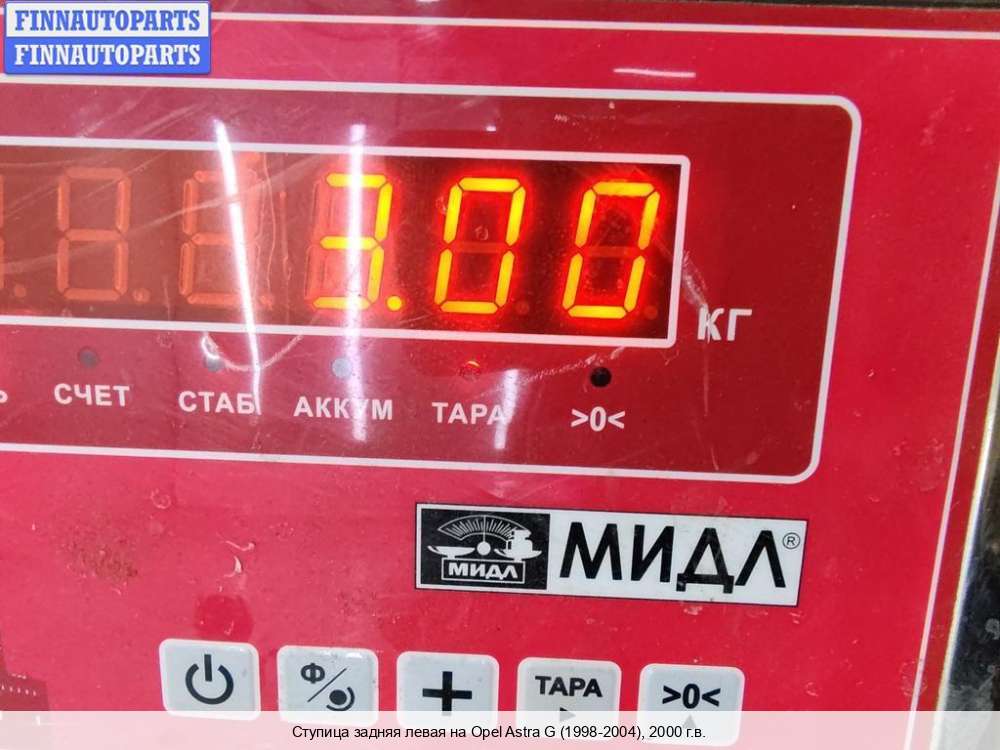 FINNAUTOPARTS
FINNAUTOPARTS
3.00
КГ
СЧЕТ СТАБ АККУМ ТАРА >0<
МИДЛ МИДЛ®
Ф ТАРА >0<
Ступица задняя левая на Opel Astra G (1998-2004), 2000 г.в.